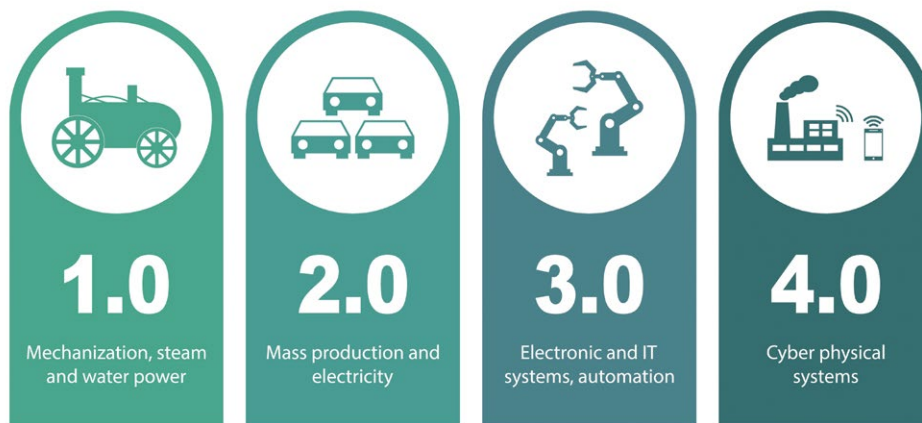 1.0
Mechanization, steam
and water power
2.0
Mass production and
electricity
3.0
Electronic and IT
systems, automation
4.0
Cyber physical
systems